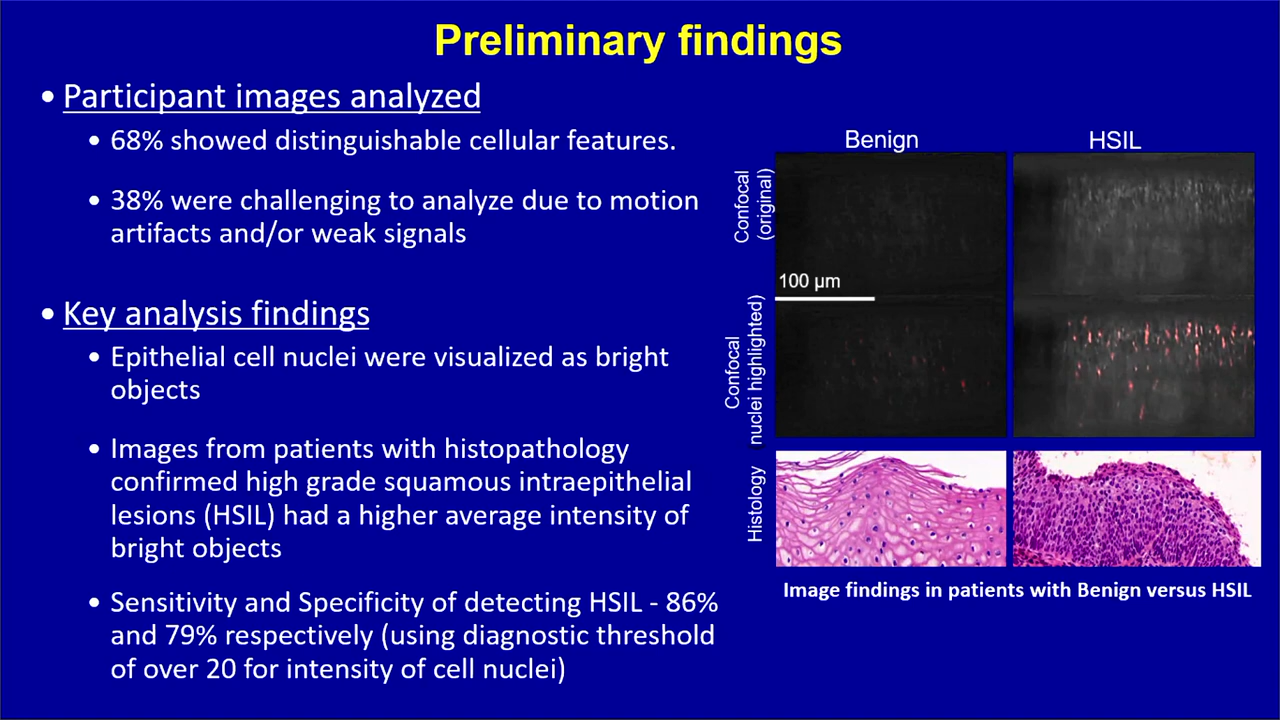 Preliminary findings
• Participant images analyzed
• 68% showed distinguishable cellular features.
• 38% were challenging to analyze due to motion
artifacts and/or weak signals
• Key analysis findings
• Epithelial cell nuclei were visualized as bright
objects
• Images from patients with histopathology
confirmed high grade squamous intraepithelial
lesions (HSIL) had a higher average intensity of
bright objects
• Sensitivity and Specificity of detecting HSIL - 86%
and 79% respectively (using diagnostic threshold
of over 20 for intensity of cell nuclei)
Benign
HSIL
Confocal
(original)
100 µm
Confocal
nuclei highlighted)
Histology
Image findings in patients with Benign versus HSIL